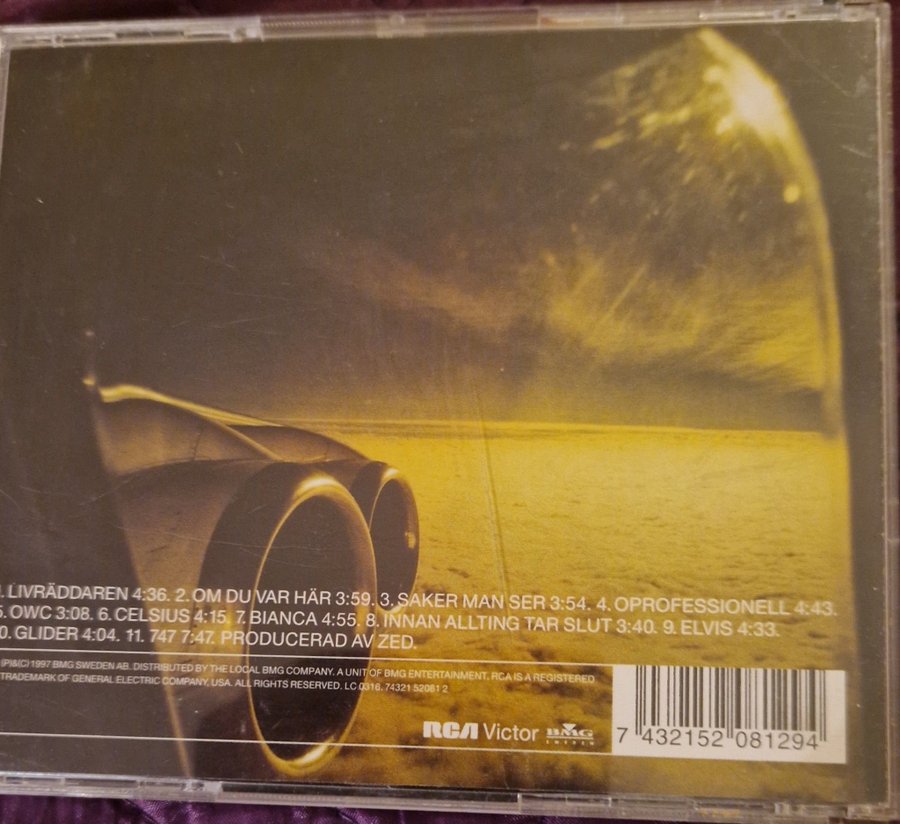 . LIVRÄDDAREN 4:36. 2. OM DU VAR HÄR 3:59. 3. SAKER MAN SER 3:54. 4. OPROFESSIONELL 4:43.
5. OWC 3:08. 6. CELSIUS 4:15. 7. BIANCA 4:55. 8. INNAN ALLTING TAR SLUT 3:40. 9. ELVIS 4:33.
0. GLIDER 4:04. 11. 747 7:47. PRODUCERAD AV ZED.
(P)&(C) 1997 BMG SWEDEN AB. DISTRIBUTED BY THE LOCAL BMG COMPANY. A UNIT OF BMG ENTERTAINMENT. RCA IS A REGISTERED
TRADEMARK OF GENERAL ELECTRIC COMPANY, USA. ALL RIGHTS RESERVED. LC 0316. 74321 52081 2
RCA Victor BMG
SWEDEN
7 432152 081294